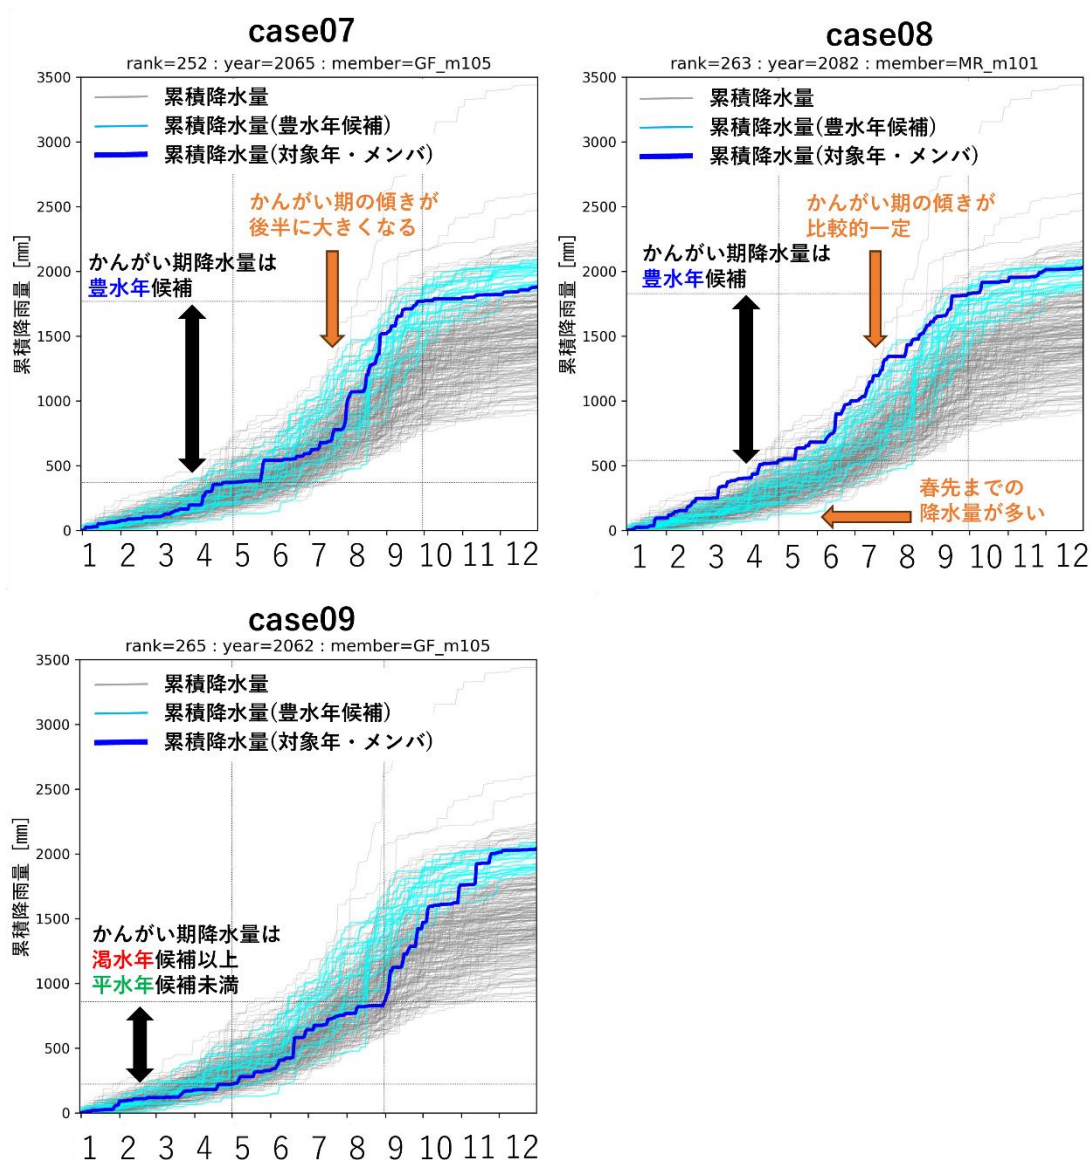 case07
rank=252 : year=2065 : member=GF_m105
3500
3000
2500
2000
1500
1000
500
0
累積降雨量 [mm]
累積降水量
累積降水量(豊水年候補)
累積降水量(対象年・メンバ)
かんがい期の傾きが
後半に大きくなる
かんがい期降水量は
豊水年候補
1 2 3 4 5 6 7 8 9 10 11 12
case08
rank=263 : year=2082 : member=MR_m101
3500
3000
2500
2000
1500
1000
500
0
累積降雨量 [mm]
累積降水量
累積降水量(豊水年候補)
累積降水量(対象年・メンバ)
かんがい期の傾きが
比較的一定
かんがい期降水量は
豊水年候補
春先までの
降水量が多い
1 2 3 4 5 6 7 8 9 10 11 12
case09
rank=265 : year=2062 : member=GF_m105
3500
3000
2500
2000
1500
1000
500
0
累積降雨量 [mm]
累積降水量
累積降水量(豊水年候補)
累積降水量(対象年・メンバ)
かんがい期降水量は
渇水年候補以上
平水年候補未満
1 2 3 4 5 6 7 8 9 10 11 12